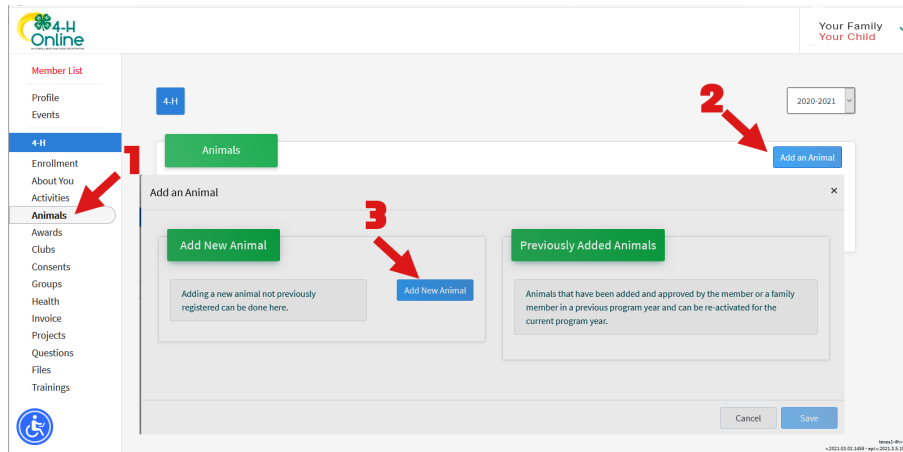 4-H
Online
Your Family
Your Child
Member List
Profile
Events
4-H
Enrollment
About You
Activities
Animals
Awards
Clubs
Consents
Groups
Health
Invoice
Projects
Questions
Files
Trainings
1
4-H
2
2020-2021
Animals
Add an Animal
Add an Animal
×
3
Add New Animal
Adding a new animal not previously
registered can be done here.
Add New Animal
Previously Added Animals
Animals that have been added and approved by the member or a family
member in a previous program year and can be re-activated for the
current program year.
Cancel
Save